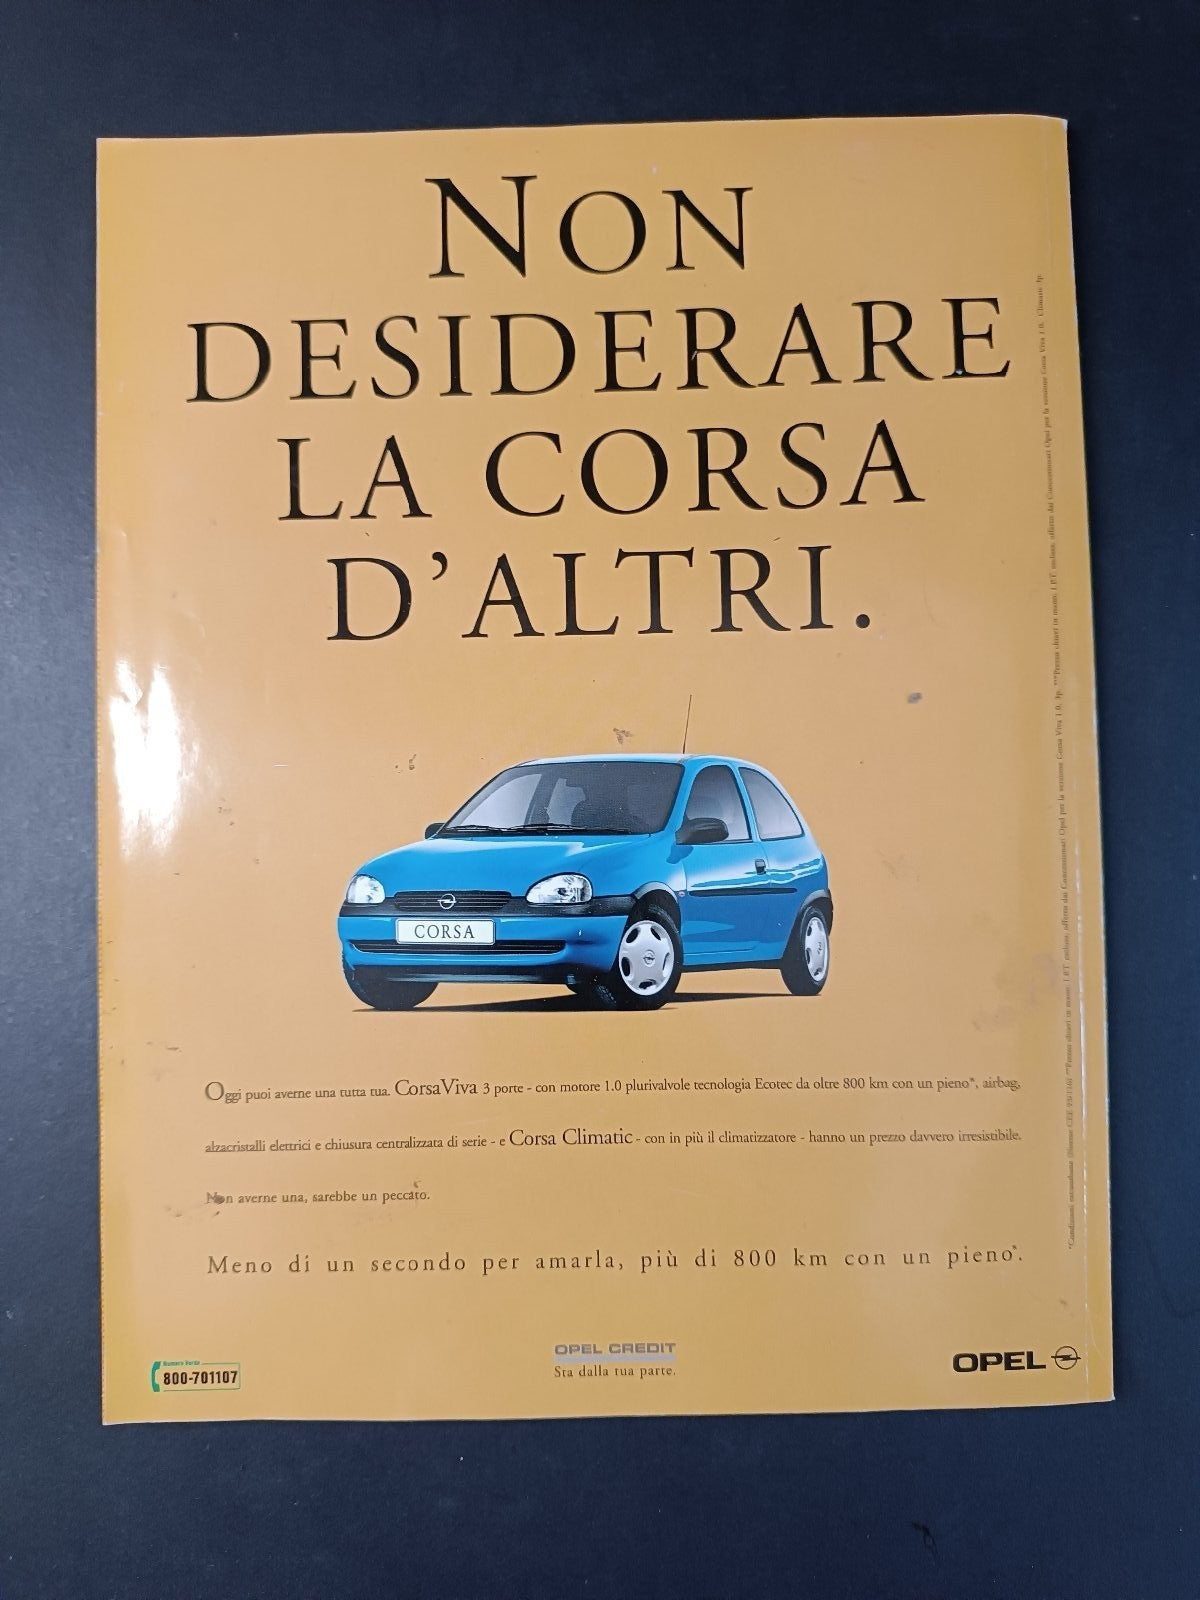 NON
DESIDERARE
LA CORSA
D'ALTRI.
CORSA
Oggi puoi averne una tutta tua. CorsaViva 3 porte - con motore 1.0 plurivalvole tecnologia Ecotec da oltre 800 km con un pieno*, airbag,
alzacristalli elettrici e chiusura centralizzata di serie - e Corsa Climatic - con in più il climatizzatore - hanno un prezzo davvero irresistibile.
Non averne una, sarebbe un peccato.
Meno di un secondo per amarla, più di 800 km con un pieno*.
Numero Verde
800-701107
OPEL CREDIT
Sta dalla tua parte.
OPEL